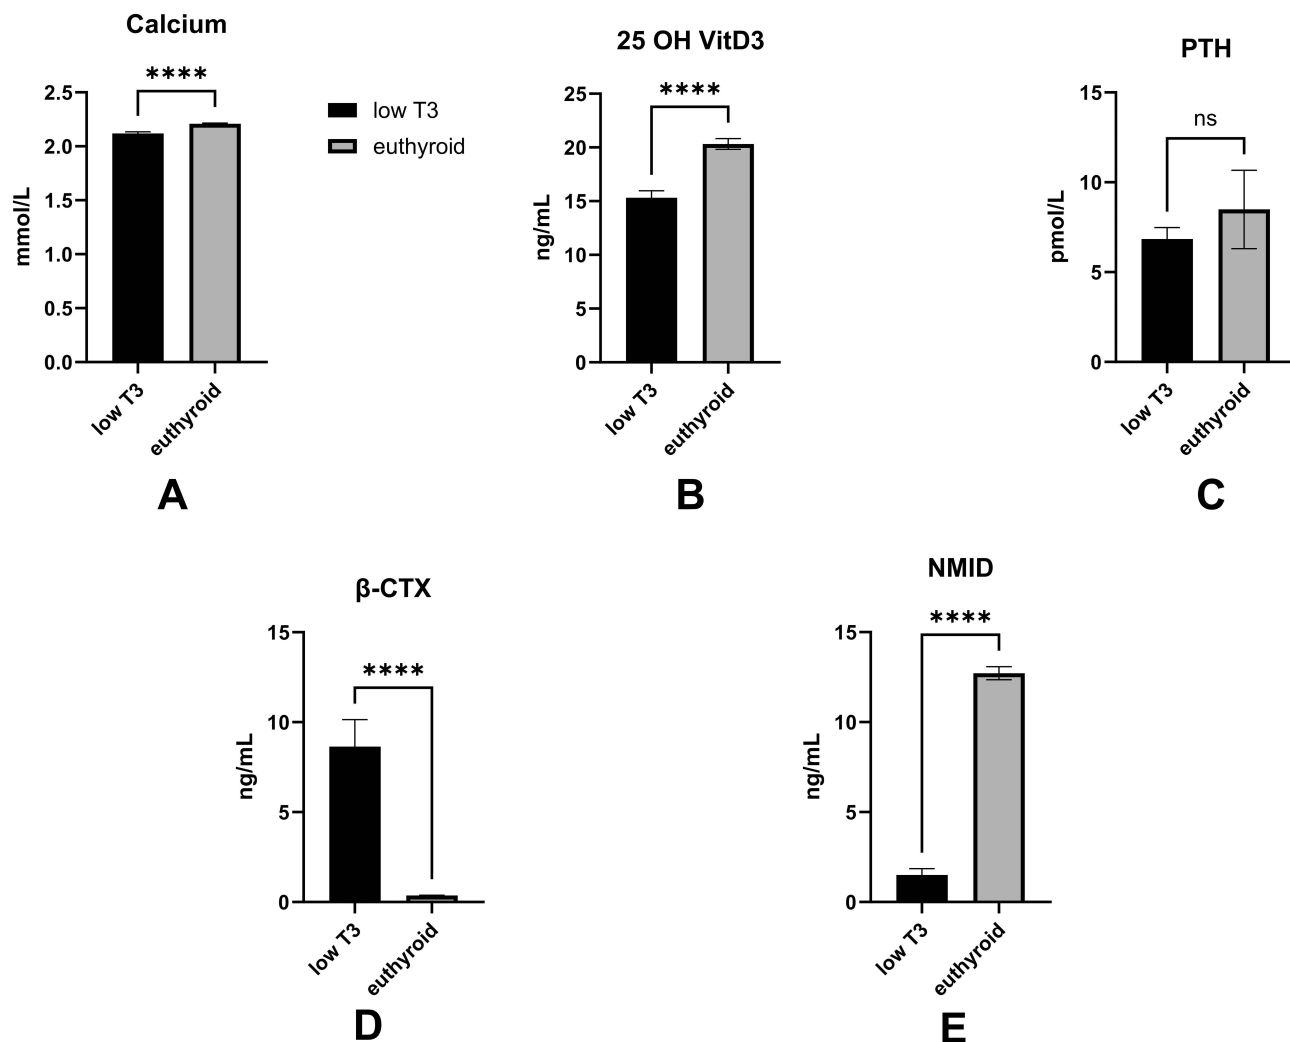 Calcium
****
2.5
2.0
1.5
1.0
0.5
0.0
mmol/L
low T3
euthyroid
A
low T3
euthyroid
25 OH VitD3
****
25
20
15
10
5
0
ng/mL
low T3
euthyroid
B
PTH
ns
15
10
5
0
pmol/L
low T3
euthyroid
C
β-CTX
****
15
10
5
0
ng/mL
low T3
euthyroid
D
NMID
****
15
10
5
0
ng/mL
low T3
euthyroid
E